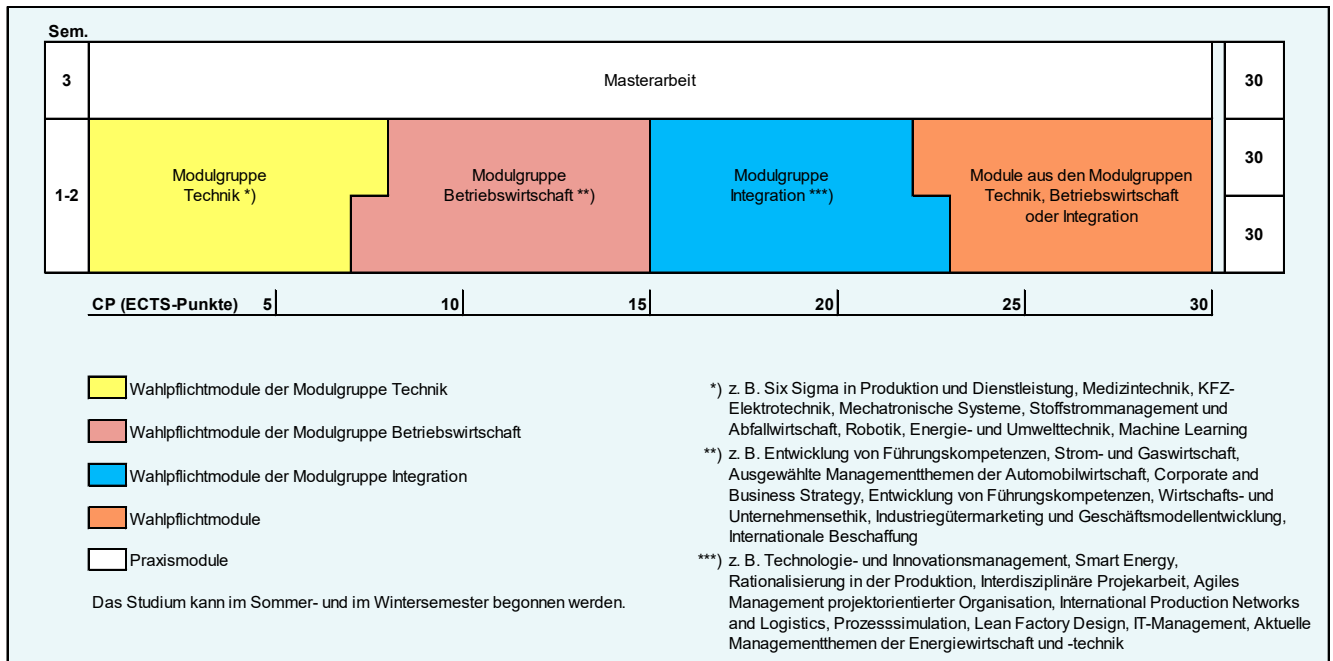 Sem.
3
Masterarbeit
30
1-2
Modulgruppe
Technik *)
Modulgruppe
Betriebswirtschaft **)
Modulgruppe
Integration ***)
Module aus den Modulgruppen
Technik, Betriebswirtschaft
oder Integration
30
30
CP (ECTS-Punkte) 5 10 15 20 25 30
Wahlpflichtmodule der Modulgruppe Technik
Wahlpflichtmodule der Modulgruppe Betriebswirtschaft
Wahlpflichtmodule der Modulgruppe Integration
Wahlpflichtmodule
Praxismodule
Das Studium kann im Sommer- und im Wintersemester begonnen werden.
*) z. B. Six Sigma in Produktion und Dienstleistung, Medizintechnik, KFZ-
Elektrotechnik, Mechatronische Systeme, Stoffstrommanagement und
Abfallwirtschaft, Robotik, Energie- und Umwelttechnik, Machine Learning
**) z. B. Entwicklung von Führungskompetenzen, Strom- und Gaswirtschaft,
Ausgewählte Managementthemen der Automobilwirtschaft, Corporate and
Business Strategy, Entwicklung von Führungskompetenzen, Wirtschafts- und
Unternehmensethik, Industriegütermarketing und Geschäftsmodellentwicklung,
Internationale Beschaffung
***) z. B. Technologie- und Innovationsmanagement, Smart Energy,
Rationalisierung in der Produktion, Interdisziplinäre Projekarbeit, Agiles
Management projektorientierter Organisation, International Production Networks
and Logistics, Prozesssimulation, Lean Factory Design, IT-Management, Aktuelle
Managementthemen der Energiewirtschaft und -technik